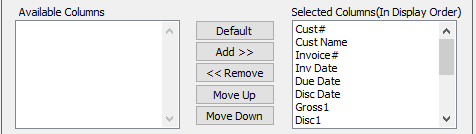 Available Columns
Selected Columns(In Display Order)
Default
Add >>
<< Remove
Move Up
Move Down
Cust#
Cust Name
Invoice#
Inv Date
Due Date
Disc Date
Gross1
Disc1